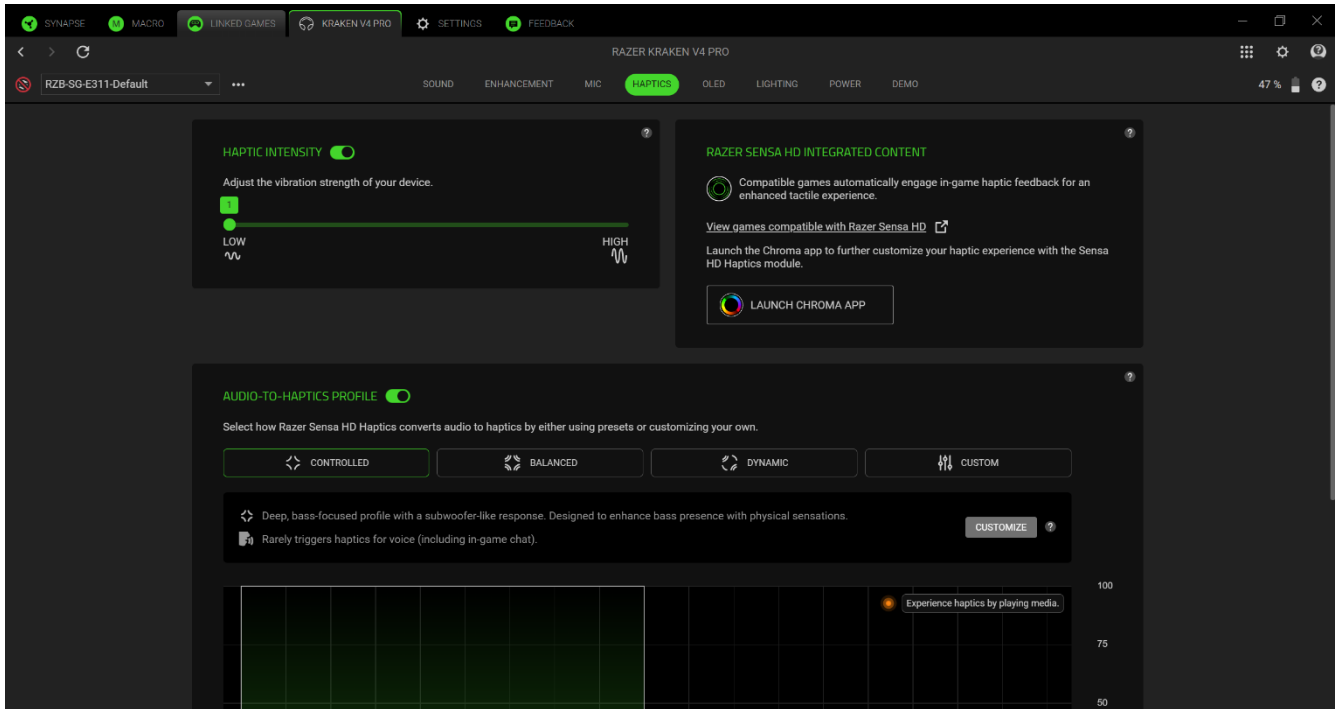 SYNAPSE MACRO LINKED GAMES KRAKEN V4 PRO SETTINGS FEEDBACK
RAZER KRAKEN V4 PRO
RZB-SG-E311-Default SOUND ENHANCEMENT MIC HAPTICS OLED LIGHTING POWER DEMO 47 %
HAPTIC INTENSITY
Adjust the vibration strength of your device.
1
LOW HIGH
RAZER SENSA HD INTEGRATED CONTENT
Compatible games automatically engage in-game haptic feedback for an
enhanced tactile experience.
View games compatible with Razer Sensa HD
Launch the Chroma app to further customize your haptic experience with the Sensa
HD Haptics module.
LAUNCH CHROMA APP
AUDIO-TO-HAPTICS PROFILE
Select how Razer Sensa HD Haptics converts audio to haptics by either using presets or customizing your own.
CONTROLLED BALANCED DYNAMIC CUSTOM
Deep, bass-focused profile with a subwoofer-like response. Designed to enhance bass presence with physical sensations.
Rarely triggers haptics for voice (including in-game chat).
CUSTOMIZE
100
Experience haptics by playing media.
75
50